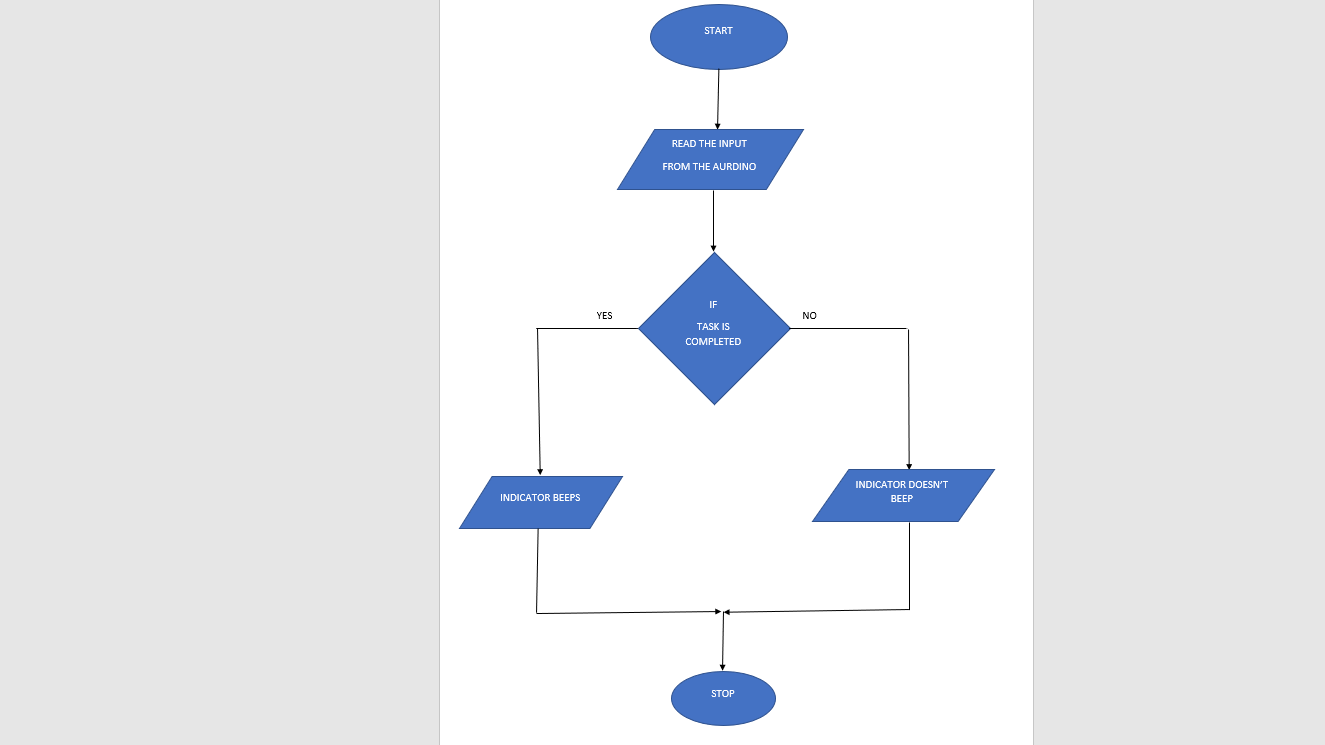 START
READ THE INPUT
FROM THE AURDINO
IF
TASK IS
COMPLETED
YES
NO
INDICATOR BEEPS
INDICATOR DOESN'T
BEEP
STOP